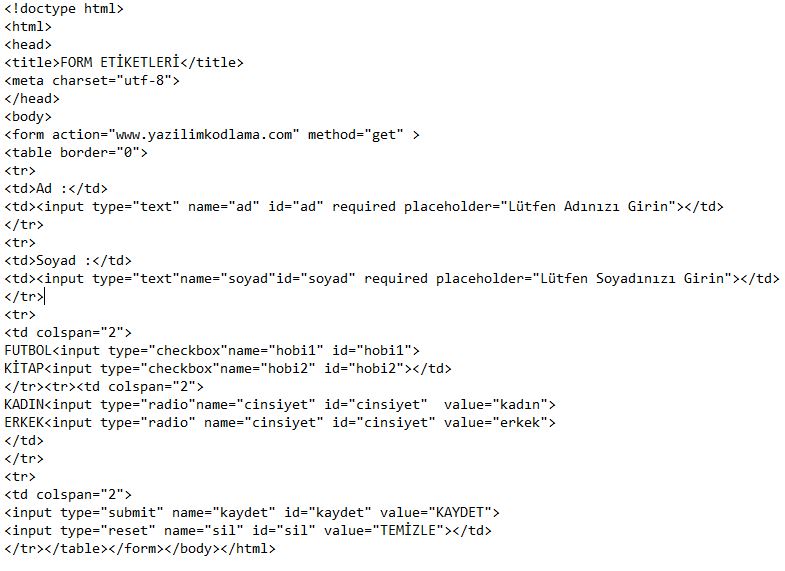 <!doctype html>
<html>
<head>
<title>FORM ETİKETLERİ</title>
<meta charset="utf-8">
</head>
<body>
<form action="www.yazilimkodlama.com" method="get" >
<table border="0">
<tr>
<td>Ad :</td>
<td><input type="text" name="ad" id="ad" required placeholder="Lütfen Adınızı Girin"></td>
</tr>
<tr>
<td>Soyad :</td>
<td><input type="text"name="soyad"id="soyad" required placeholder="Lütfen Soyadınızı Girin"></td>
</tr>
<tr>
<td colspan="2">
FUTBOL<input type="checkbox"name="hobi1" id="hobi1">
KİTAP<input type="checkbox"name="hobi2" id="hobi2"></td>
</tr><tr><td colspan="2">
KADIN<input type="radio"name="cinsiyet" id="cinsiyet"  value="kadın">
ERKEK<input type="radio" name="cinsiyet" id="cinsiyet" value="erkek">
</td>
</tr>
<tr>
<td colspan="2">
<input type="submit" name="kaydet" id="kaydet" value="KAYDET">
<input type="reset" name="sil" id="sil" value="TEMİZLE"></td>
</tr></table></form></body></html>